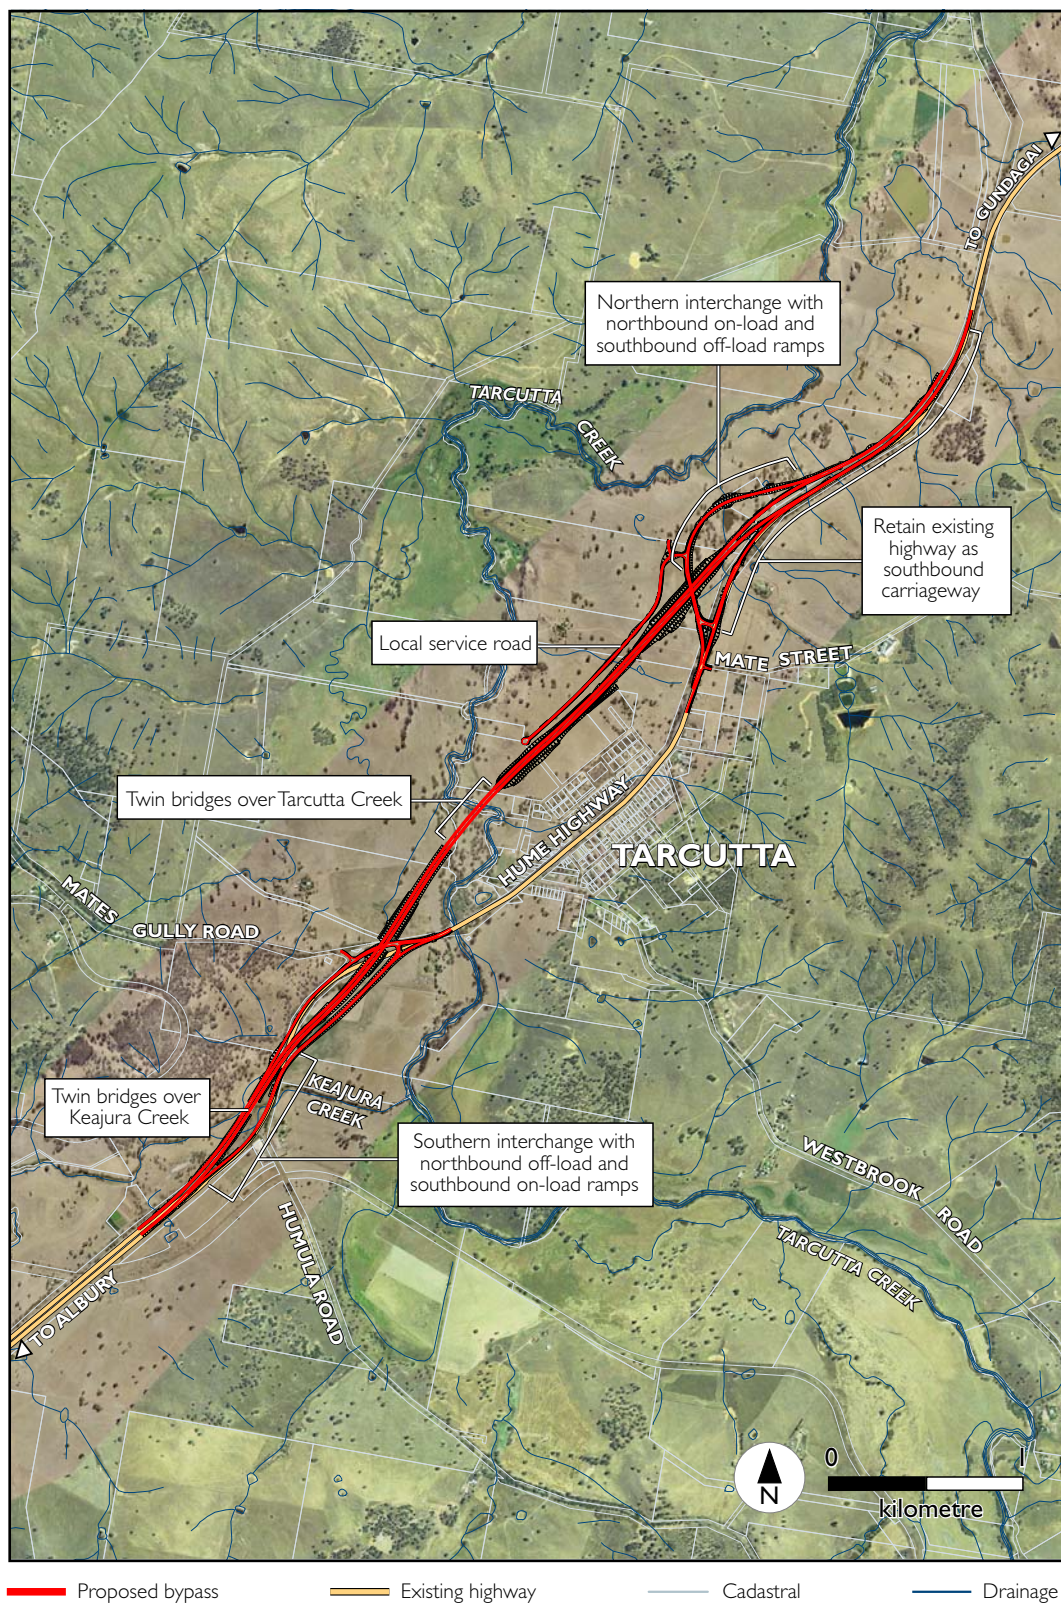 TO GUNDAGAI
Northern interchange with
northbound on-load and
southbound off-load ramps
TARCUTTA
CREEK
Retain existing
highway as
southbound
carriageway
Local service road
MATE STREET
Twin bridges over Tarcutta Creek
HUME HIGHWAY
TARCUTTA
MATES
GULLY ROAD
Twin bridges over
Keajura Creek
KEAJURA
CREEK
Southern interchange with
northbound off-load and
southbound on-load ramps
WESTBROOK
ROAD
HUMULA ROAD
TARCUTTA CREEK
TO ALBURY
N
0 1
kilometre
Proposed bypass
Existing highway
Cadastral
Drainage